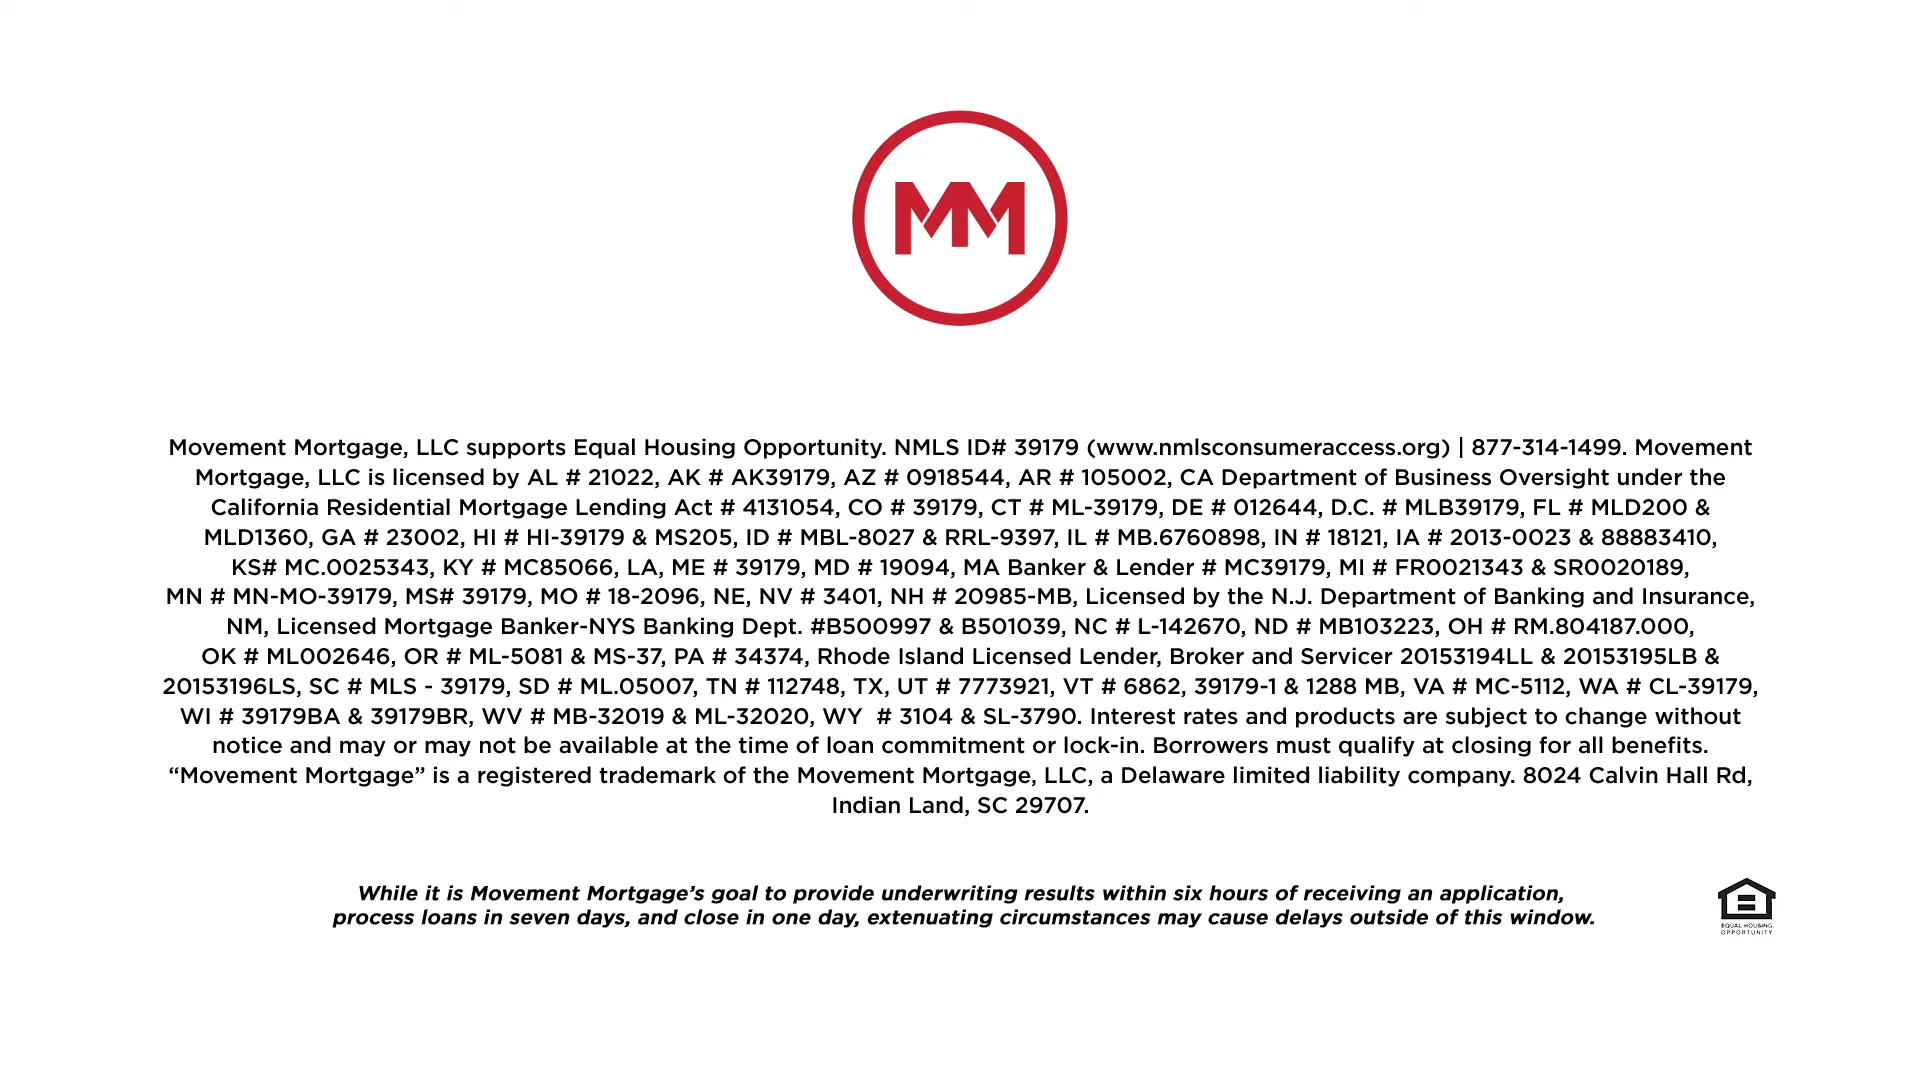 MM
Movement Mortgage, LLC supports Equal Housing Opportunity. NMLS ID# 39179 (www.nmlsconsumeraccess.org) | 877-314-1499. Movement
Mortgage, LLC is licensed by AL # 21022, AK # AK39179, AZ # 0918544, AR # 105002, CA Department of Business Oversight under the
California Residential Mortgage Lending Act # 4131054, CO # 39179, CT # ML-39179, DE # 012644, D.C. # MLB39179, FL # MLD200 &
MLD1360, GA # 23002, HI # HI-39179 & MS205, ID # MBL-8027 & RRL-9397, IL # MB.6760898, IN # 18121, IA # 2013-0023 & 88883410,
KS# MC.0025343, KY # MC85066, LA, ME # 39179, MD # 19094, MA Banker & Lender # MC39179, MI # FR0021343 & SR0020189,
MN # MN-MO-39179, MS# 39179, MO # 18-2096, NE, NV # 3401, NH # 20985-MB, Licensed by the N.J. Department of Banking and Insurance,
NM, Licensed Mortgage Banker-NYS Banking Dept. #B500997 & B501039, NC # L-142670, ND # MB103223, OH # RM.804187.000,
OK # ML002646, OR # ML-5081 & MS-37, PA # 34374, Rhode Island Licensed Lender, Broker and Servicer 20153194LL & 20153195LB &
20153196LS, SC # MLS - 39179, SD # ML.05007, TN # 112748, TX, UT # 7773921, VT # 6862, 39179-1 & 1288 MB, VA # MC-5112, WA # CL-39179,
WI # 39179BA & 39179BR, WV # MB-32019 & ML-32020, WY  # 3104 & SL-3790. Interest rates and products are subject to change without
notice and may or may not be available at the time of loan commitment or lock-in. Borrowers must qualify at closing for all benefits.
“Movement Mortgage” is a registered trademark of the Movement Mortgage, LLC, a Delaware limited liability company. 8024 Calvin Hall Rd,
Indian Land, SC 29707.
While it is Movement Mortgage’s goal to provide underwriting results within six hours of receiving an application,
process loans in seven days, and close in one day, extenuating circumstances may cause delays outside of this window.
EQUAL HOUSING
OPPORTUNITY